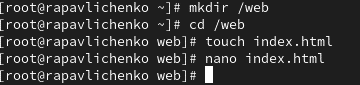 [root@rapavlichenko ~]# mkdir /web
[root@rapavlichenko ~]# cd /web
[root@rapavlichenko web]# touch index.html
[root@rapavlichenko web]# nano index.html
[root@rapavlichenko web]#